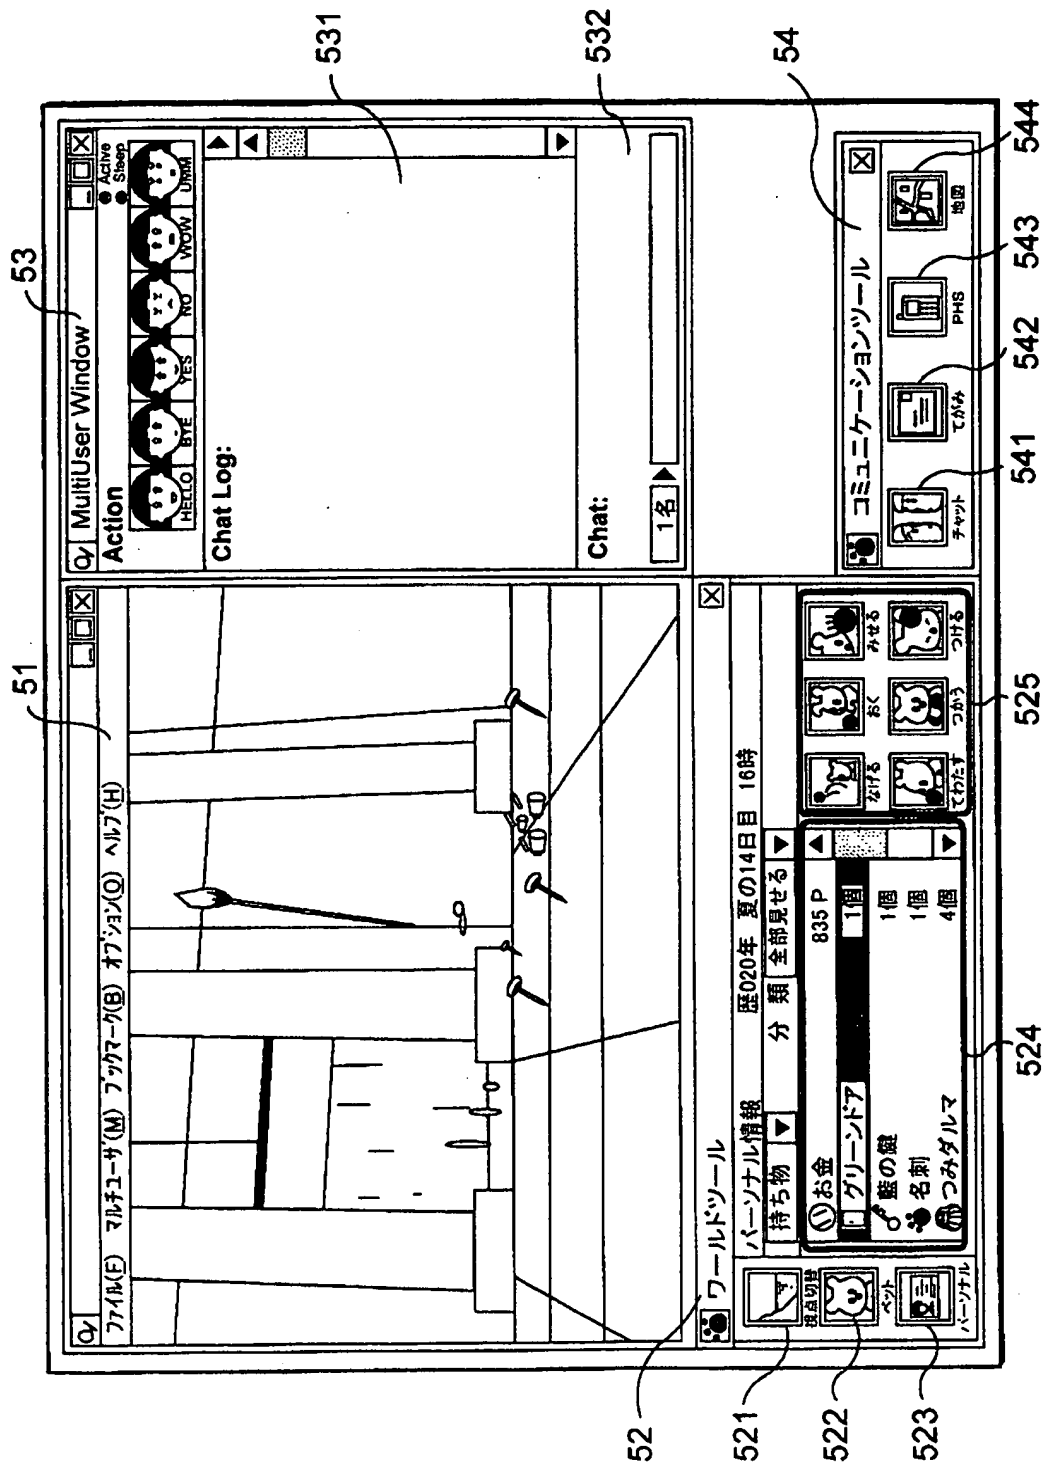 51
ファイル(F) マルチューザ(M) ブックマーク(B) オプション(O) ヘルプ(H)
53
MultiUser Window
Action
Active
Sleep
HELLO
BYE
YES
NO
WOW
UMM
Chat Log:
531
Chat:
532
1名
52
ワールドツール
パーソナル情報 歴020年 夏の14日目 16時
持ち物 分類 全部見せる
521
視点切替
522
ペット
523
パーソナル
お金 835 P
グリーンドア 1個
藍の鍵 1個
名刺 1個
つみダルマ 4個
524
なげる
おく
みせる
てわたす
つかう
つける
525
54
コミュニケーションツール
チャット
てがみ
PHS
地図
541
542
543
544